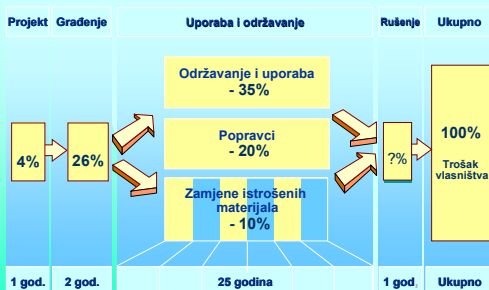 Projekt
Građenje
Uporaba i održavanje
Rušenje
Ukupno
Održavanje i uporaba
- 35%
Popravci
- 20%
Zamjene istrošenih
materijala
- 10%
4%
26%
?%
100%
Trošak
vlasništva
1 god.
2 god.
25 godina
1 god.
Ukupno